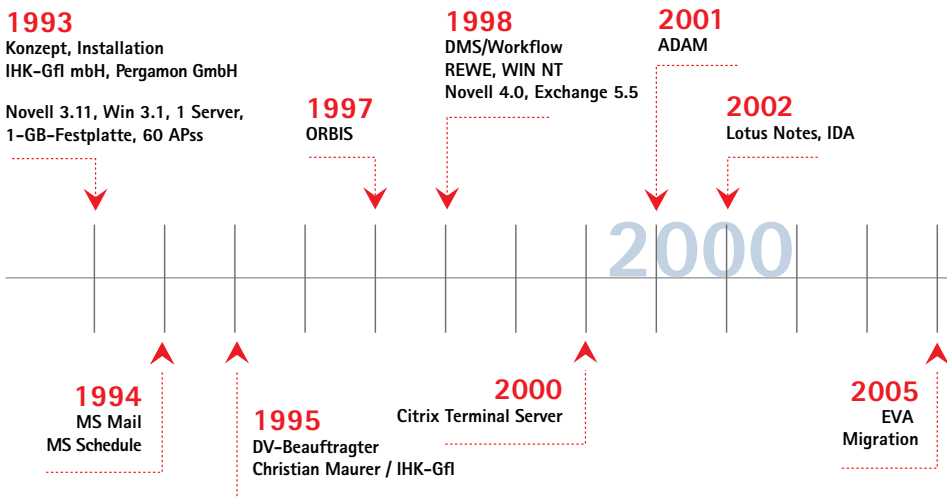 1993
Konzept, Installation
IHK-GfI mbH, Pergamon GmbH
Novell 3.11, Win 3.1, 1 Server,
1-GB-Festplatte, 60 APss
1997
ORBIS
1998
DMS/Workflow
REWE, WIN NT
Novell 4.0, Exchange 5.5
2001
ADAM
2002
Lotus Notes, IDA
2000
1994
MS Mail
MS Schedule
1995
DV-Beauftragter
Christian Maurer / IHK-GfI
2000
Citrix Terminal Server
2005
EVA
Migration